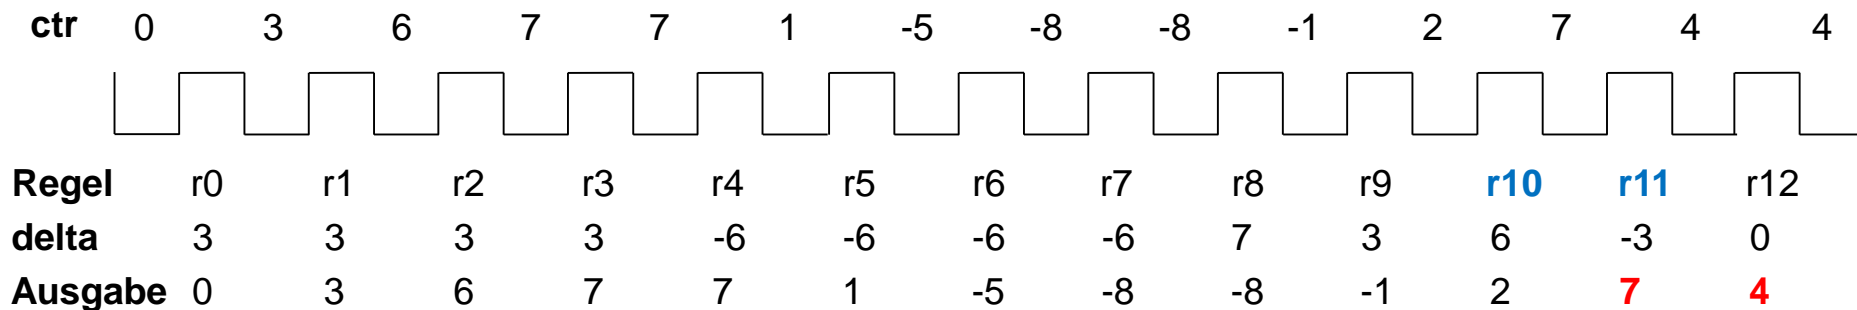 ctr 0 3 6 7 7 1 -5 -8 -8 -1 2 7 4 4
Regel r0 r1 r2 r3 r4 r5 r6 r7 r8 r9 r10 r11 r12
delta 3 3 3 3 -6 -6 -6 -6 7 3 6 -3 0
Ausgabe 0 3 6 7 7 1 -5 -8 -8 -1 2 7 4